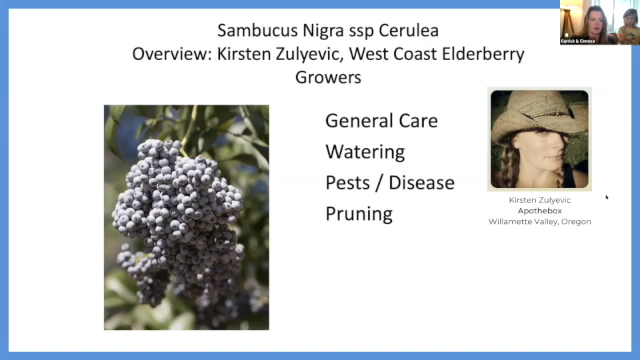 Sambucus Nigra ssp Cerulea
Overview: Kirsten Zulyevic, West Coast Elderberry
Growers
General Care
Watering
Pests / Disease
Pruning
Kirsten Zulyevic
Apothebox
Willamette Valley, Oregon